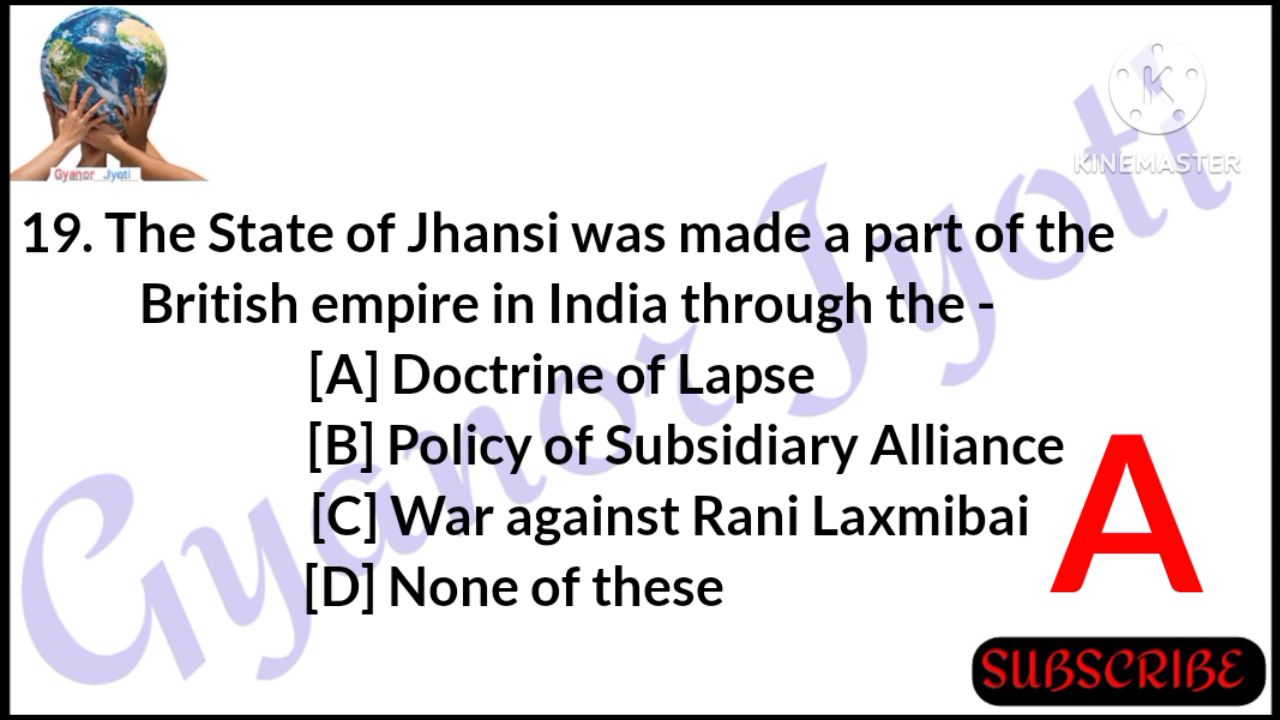 Gyanor Jyoti
K
KINEMASTER
19. The State of Jhansi was made a part of the
British empire in India through the -
[A] Doctrine of Lapse
[B] Policy of Subsidiary Alliance
[C] War against Rani Laxmibai
[D] None of these
A
Gyanor Jyoti
SUBSCRIBE